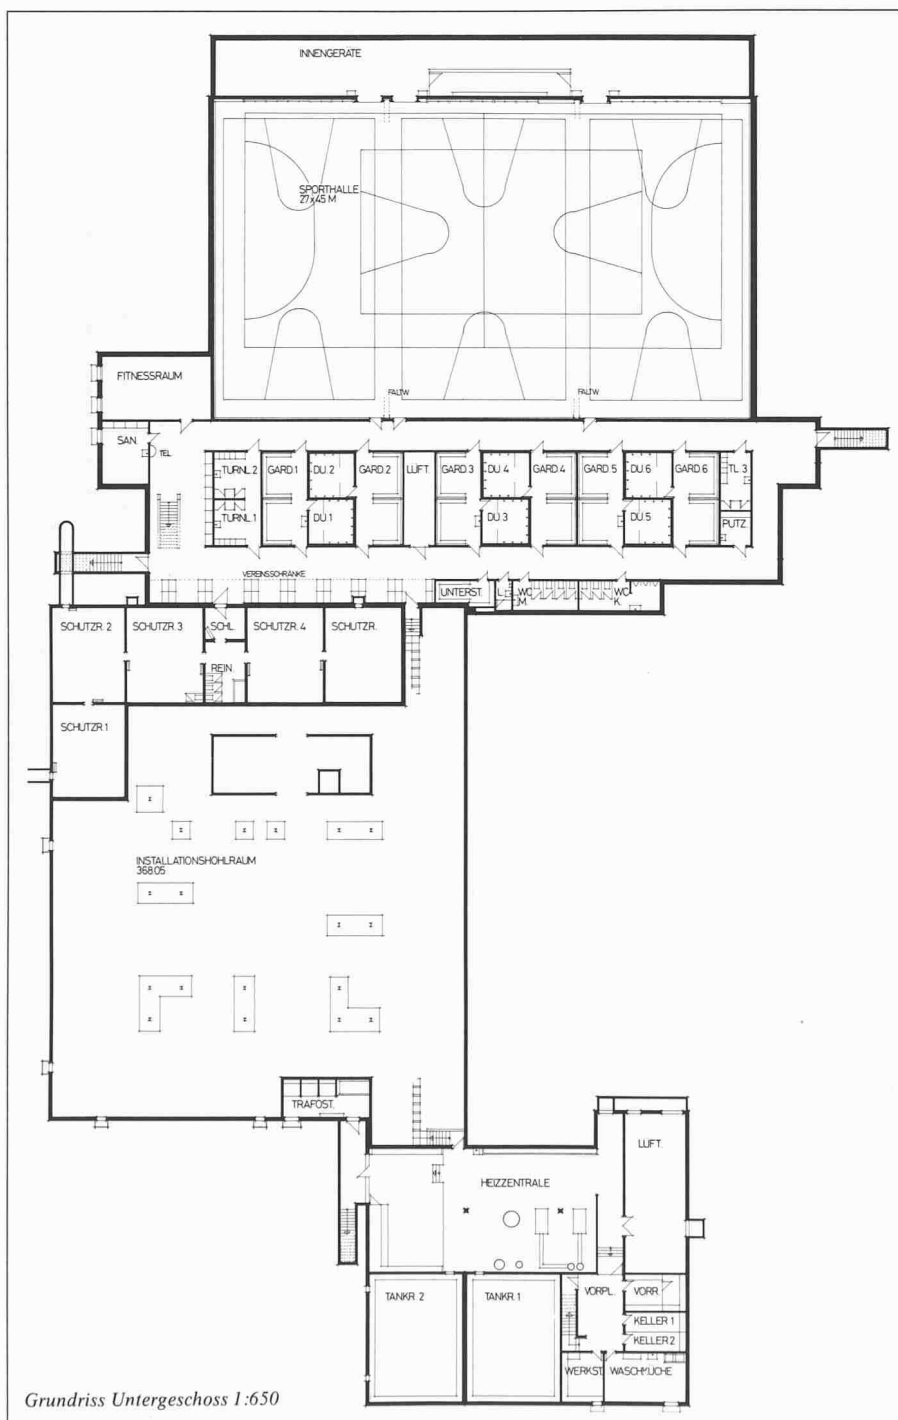 INNENGERÄTE
SPORTHALLE
27x45 M
FITNESSRAUM
FALTW
FALTW
SAN.
TEL.
TURNL.2
GARD.1
DU.2
GARD.2
LÜFT.
GARD.3
DU.4
GARD.4
GARD.5
DU.6
GARD.6
TL.3
TURNL.1
DU.1
DU.3
DU.5
PUTZ.
VEREINSSCHRÄNKE
UNTERST.
L.
WC
M.
WC
K.
SCHUTZR.2
SCHUTZR.3
SCHL.
SCHUTZR.4
SCHUTZR.
REIN.
SCHUTZR.1
INSTALLATIONSHOHLRAUM
368.05
TRAFOST.
LÜFT.
HEIZZENTRALE
TANKR.2
TANKR.1
VORPL.
VORR.
KELLER 1
KELLER 2
WERKST.
WASCHKÜCHE
Grundriss Untergeschoss 1:650